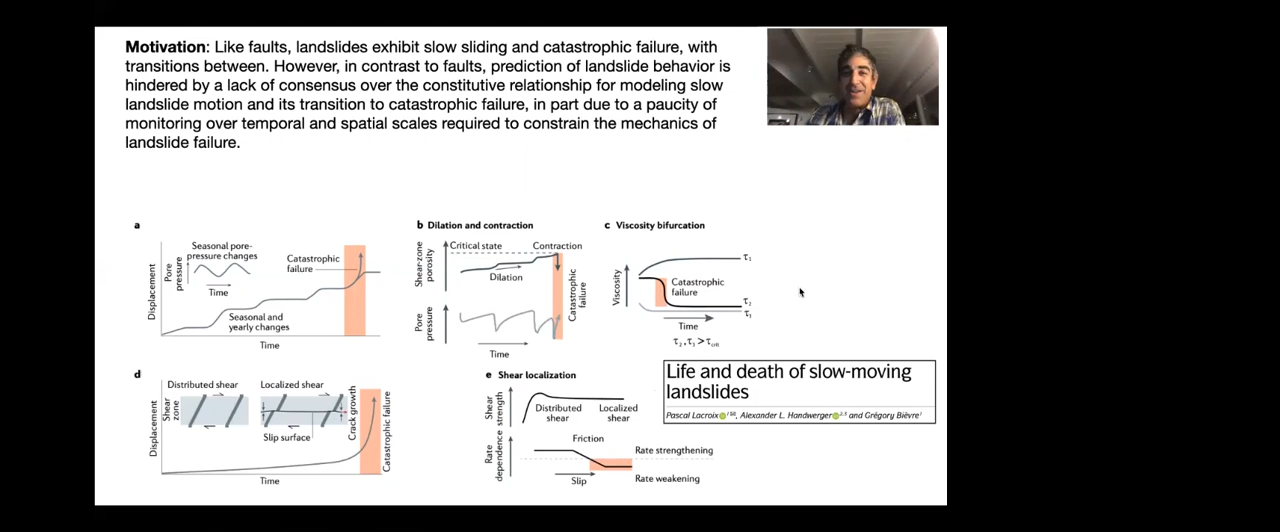 Motivation: Like faults, landslides exhibit slow sliding and catastrophic failure, with
transitions between. However, in contrast to faults, prediction of landslide behavior is
hindered by a lack of consensus over the constitutive relationship for modeling slow
landslide motion and its transition to catastrophic failure, in part due to a paucity of
monitoring over temporal and spatial scales required to constrain the mechanics of
landslide failure.
a
Seasonal pore-
pressure changes
Pore
pressure
Time
Catastrophic
failure
Displacement
Seasonal and
yearly changes
Time
b Dilation and contraction
Shear-zone
porosity
Critical state
Contraction
Dilation
Catastrophic
failure
Pore
pressure
Time
c Viscosity bifurcation
Viscosity
τ1
Catastrophic
failure
τ2
τ3
Time
τ2, τ3 > τcrit
d
Distributed shear
Localized shear
Displacement
Shear
zone
Slip surface
Crack growth
Catastrophic failure
Time
e Shear localization
Shear
strength
Distributed
shear
Localized
shear
Rate
dependence
Friction
Rate strengthening
Slip
Rate weakening
Life and death of slow-moving
landslides
Pascal Lacroix, Alexander L. Handwerger and Grégory Bièvre